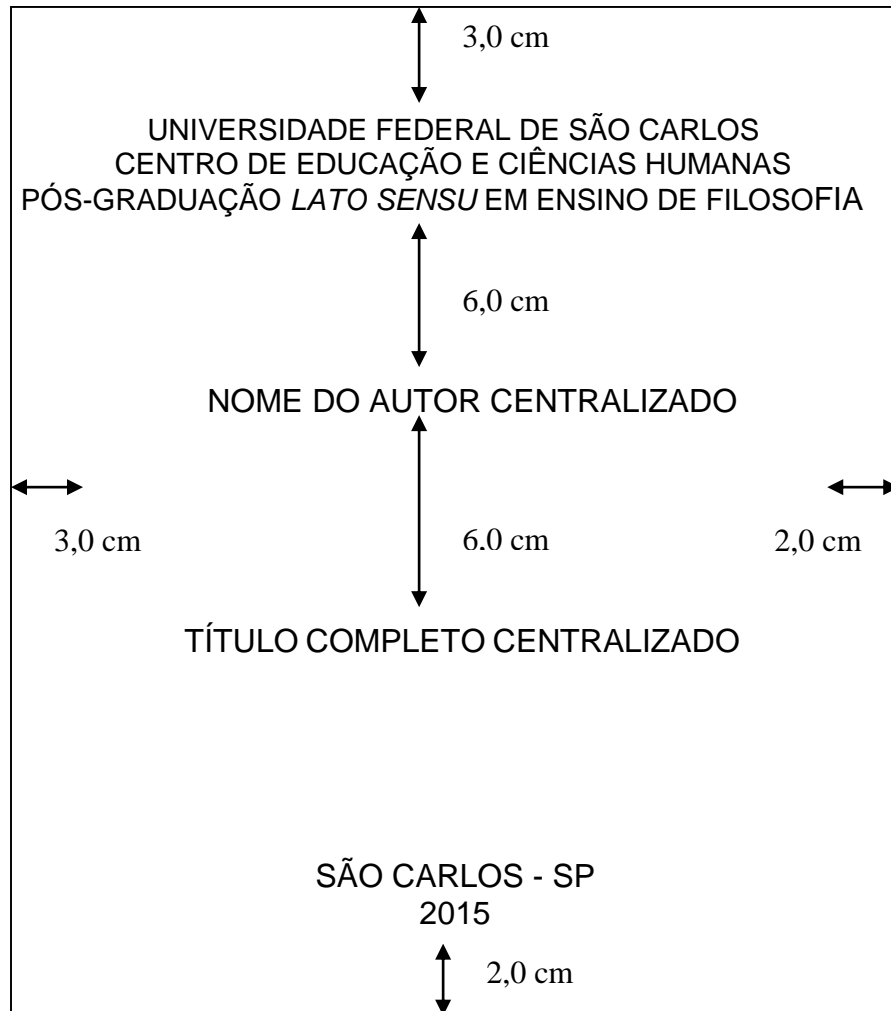 3,0 cm
UNIVERSIDADE FEDERAL DE SÃO CARLOS
CENTRO DE EDUCAÇÃO E CIÊNCIAS HUMANAS
PÓS-GRADUAÇÃO LATO SENSU EM ENSINO DE FILOSOFIA
6,0 cm
NOME DO AUTOR CENTRALIZADO
3,0 cm 6,0 cm 2,0 cm
TÍTULO COMPLETO CENTRALIZADO
SÃO CARLOS - SP
2015
2,0 cm